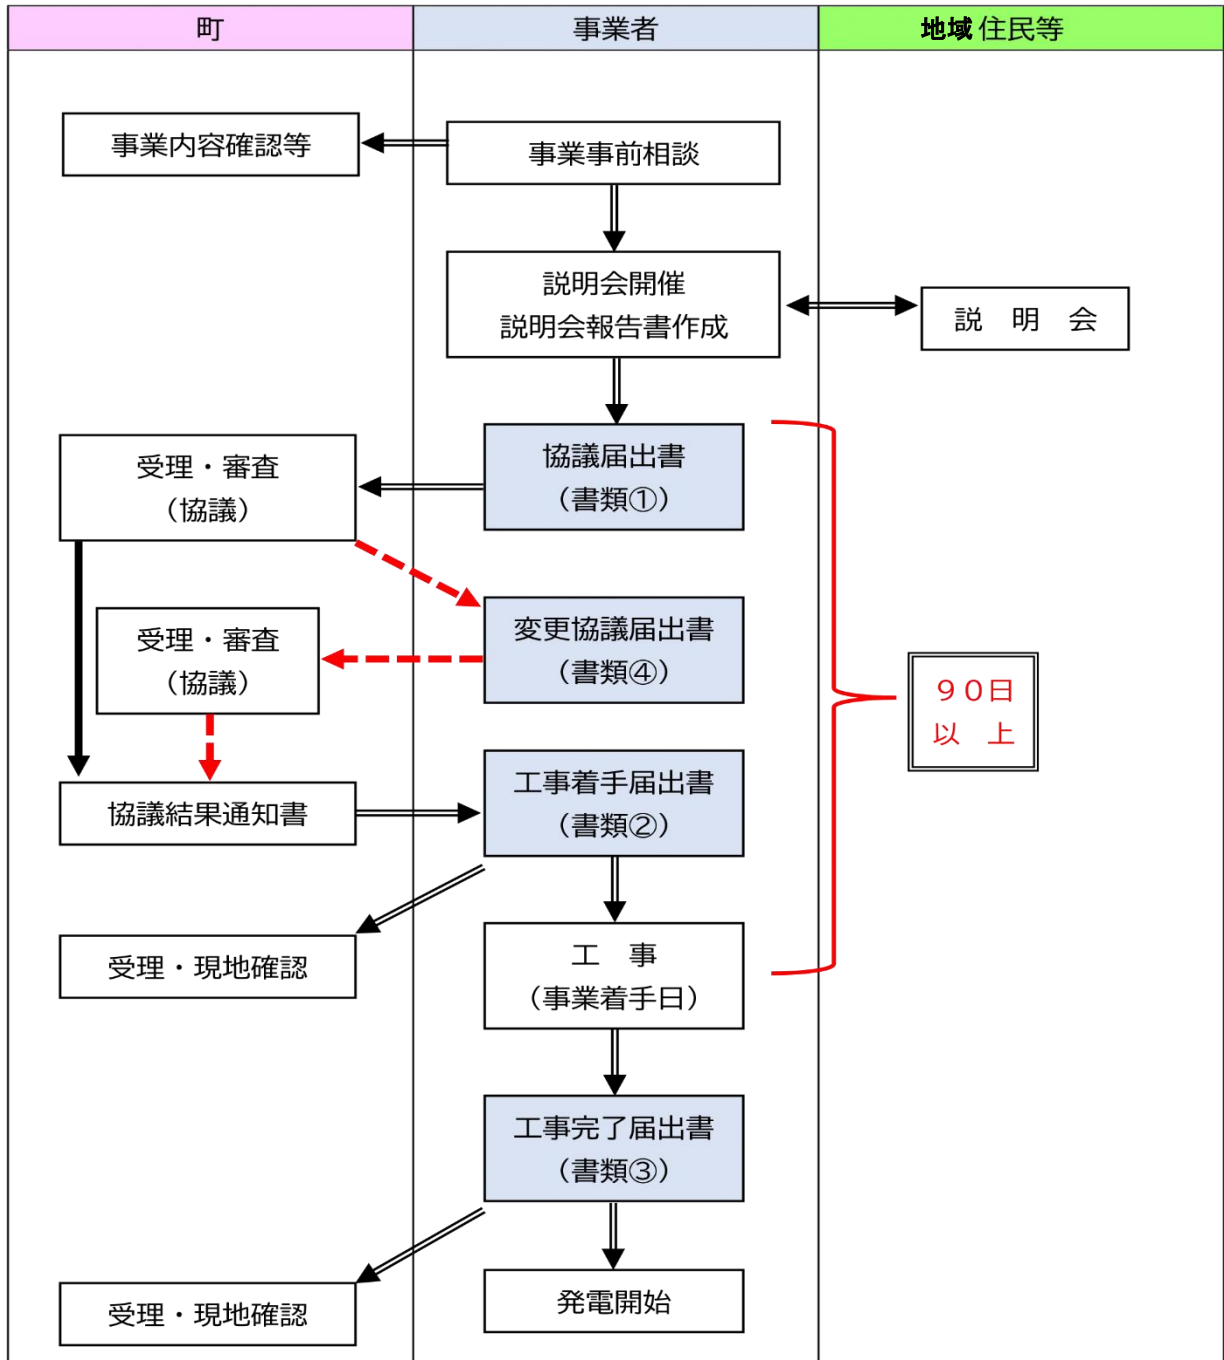 町
事業者
地域 住民等
事業内容確認等
事業事前相談
説明会開催
説明会報告書作成
説　明　会
協議届出書
（書類①）
受理・審査
（協議）
変更協議届出書
（書類④）
受理・審査
（協議）
９０日
以　上
工事着手届出書
（書類②）
協議結果通知書
工　事
（事業着手日）
受理・現地確認
工事完了届出書
（書類③）
発電開始
受理・現地確認